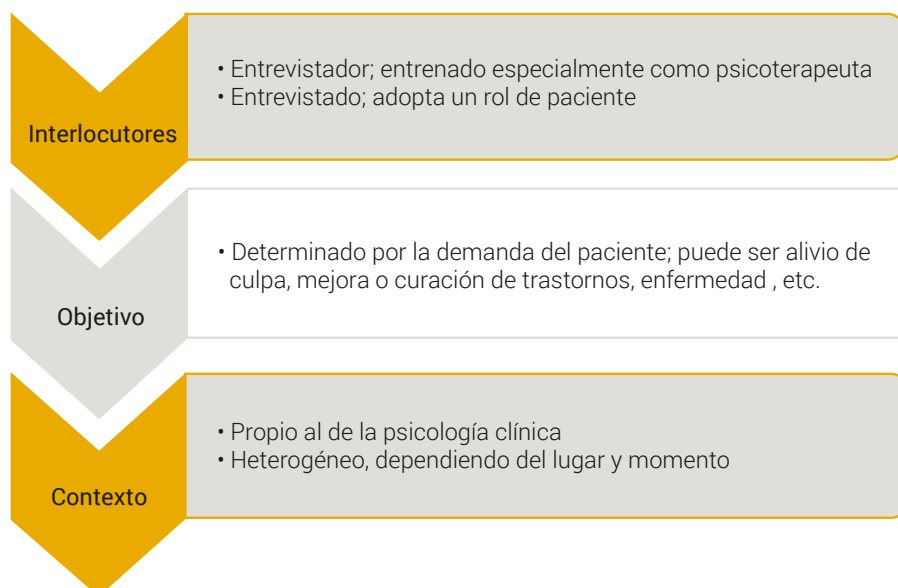 Interlocutores
• Entrevistador; entrenado especialmente como psicoterapeuta
• Entrevistado; adopta un rol de paciente
Objetivo
• Determinado por la demanda del paciente; puede ser alivio de
culpa, mejora o curación de trastornos, enfermedad , etc.
Contexto
• Propio al de la psicología clínica
• Heterogéneo, dependiendo del lugar y momento